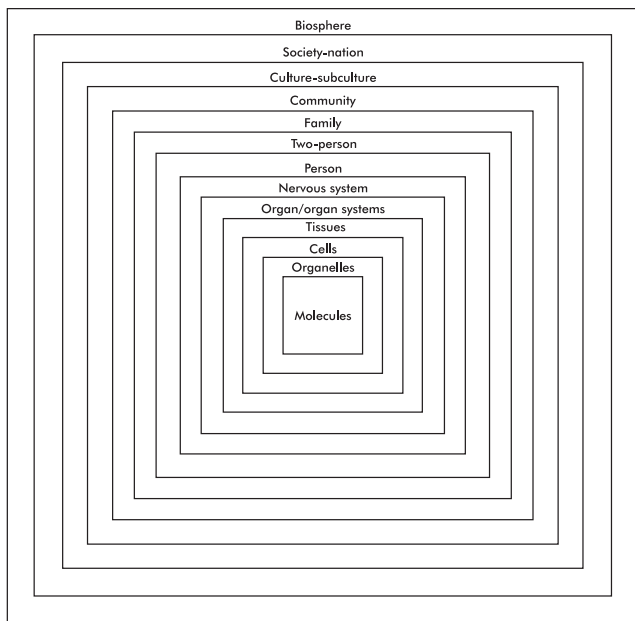 Biosphere
Society-nation
Culture-subculture
Community
Family
Two-person
Person
Nervous system
Organ/organ systems
Tissues
Cells
Organelles
Molecules